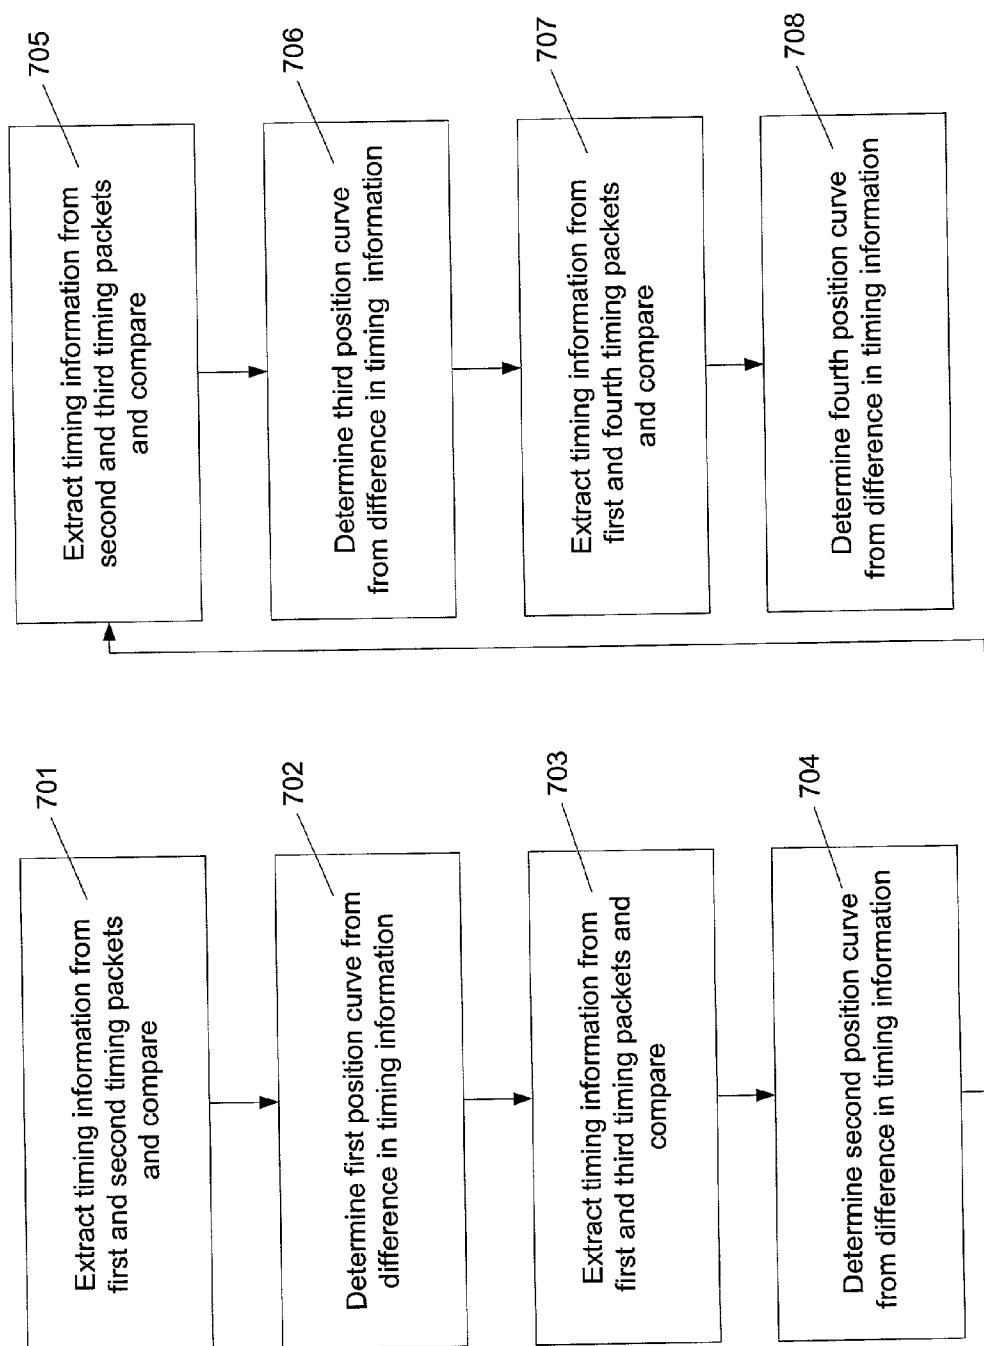 701
Extract timing information from
first and second timing packets
and compare
702
Determine first position curve from
difference in timing information
703
Extract timing information from
first and third timing packets and
compare
704
Determine second position curve
from difference in timing information
705
Extract timing information from
second and third timing packets
and compare
706
Determine third position curve
from difference in timing information
707
Extract timing information from
first and fourth timing packets
and compare
708
Determine fourth position curve
from difference in timing information